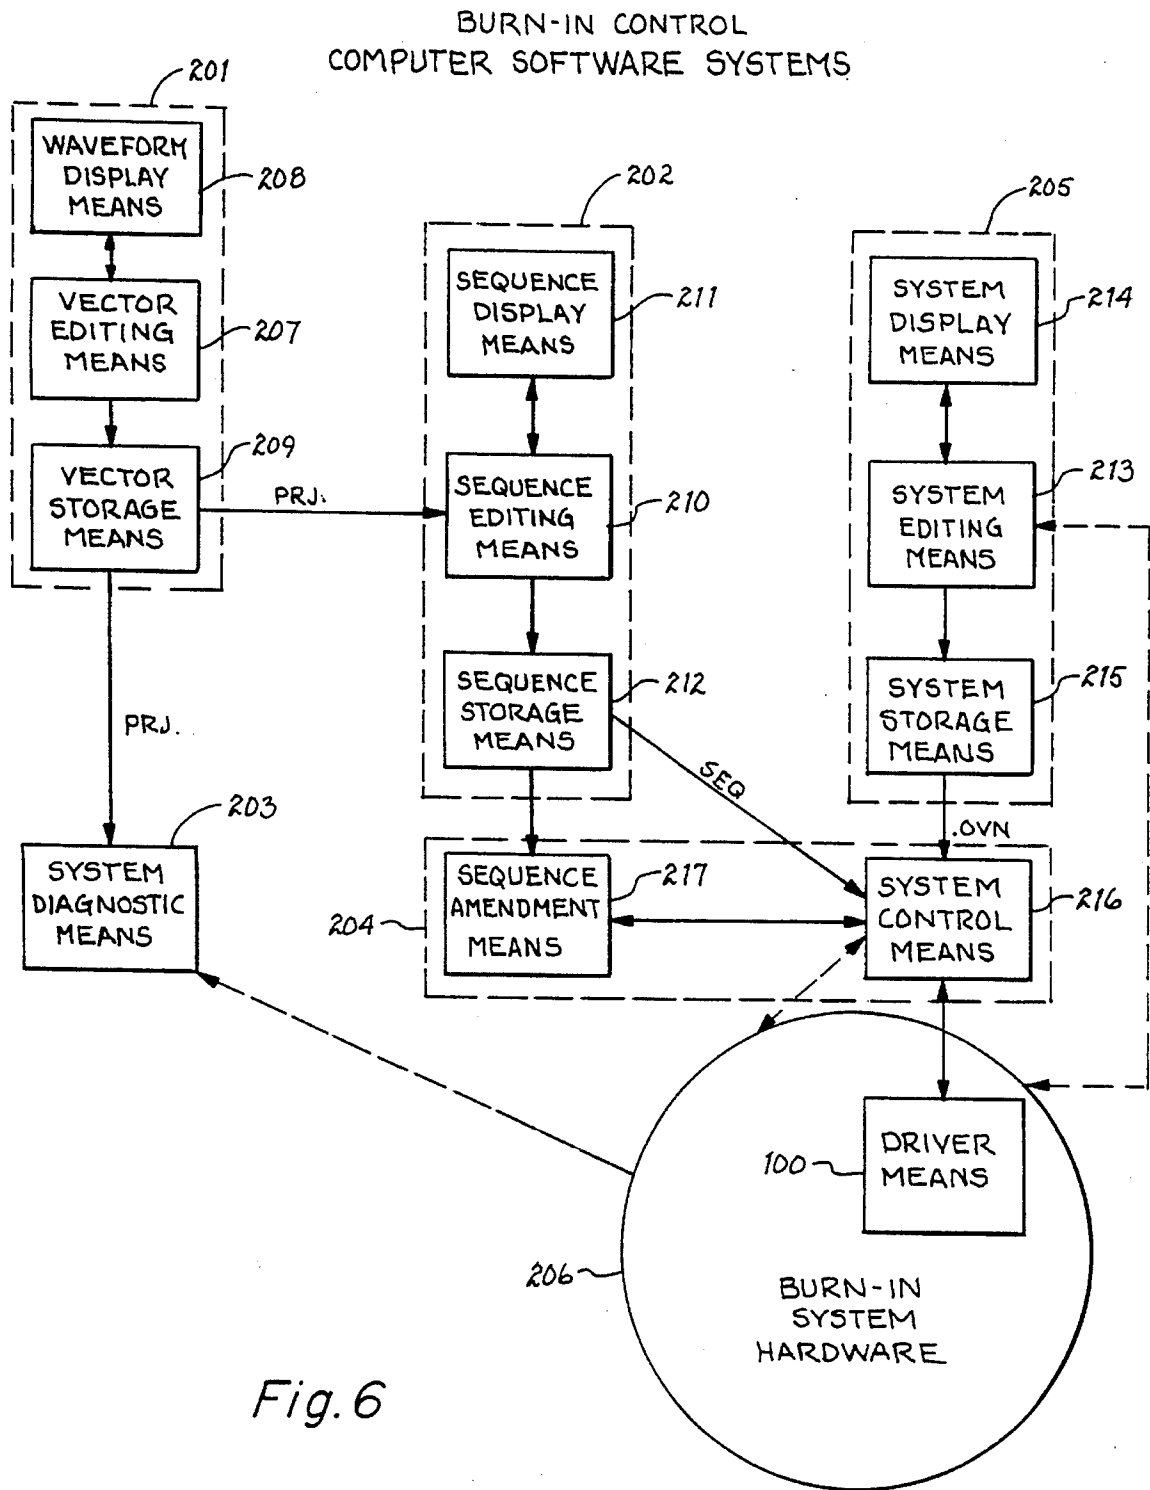 BURN-IN CONTROL
COMPUTER SOFTWARE SYSTEMS
201
WAVEFORM
DISPLAY
MEANS
208
VECTOR
EDITING
MEANS
207
VECTOR
STORAGE
MEANS
209
PRJ.
PRJ.
203
SYSTEM
DIAGNOSTIC
MEANS
202
SEQUENCE
DISPLAY
MEANS
211
SEQUENCE
EDITING
MEANS
210
SEQUENCE
STORAGE
MEANS
212
SEQ
205
SYSTEM
DISPLAY
MEANS
214
SYSTEM
EDITING
MEANS
213
SYSTEM
STORAGE
MEANS
215
.OVN
204
SEQUENCE
AMENDMENT
MEANS
217
SYSTEM
CONTROL
MEANS
216
100
DRIVER
MEANS
206
BURN-IN
SYSTEM
HARDWARE
Fig. 6